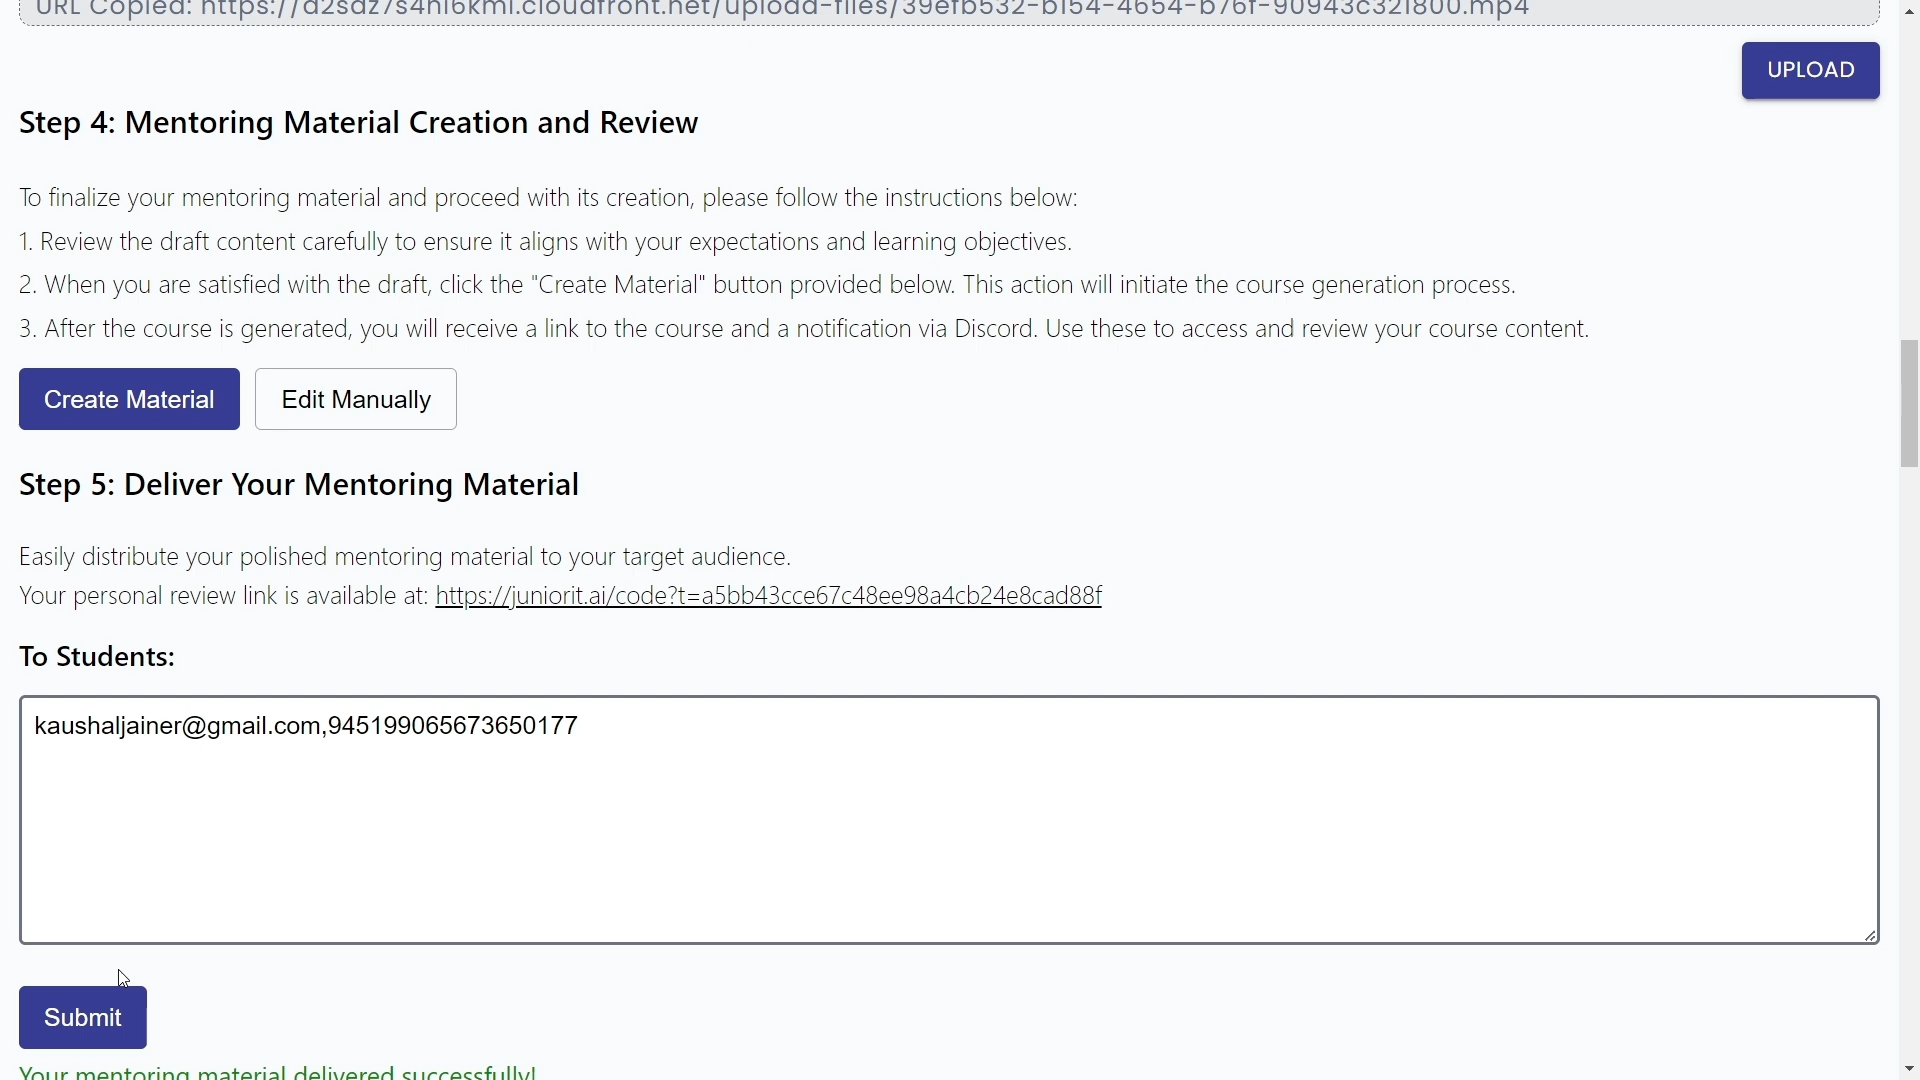 URL Copied: https://d2sdz7s4nl6kml.cloudfront.net/upload-files/39efb532-b154-4654-b76f-90943c321800.mp4
UPLOAD
Step 4: Mentoring Material Creation and Review
To finalize your mentoring material and proceed with its creation, please follow the instructions below:
1. Review the draft content carefully to ensure it aligns with your expectations and learning objectives.
2. When you are satisfied with the draft, click the "Create Material" button provided below. This action will initiate the course generation process.
3. After the course is generated, you will receive a link to the course and a notification via Discord. Use these to access and review your course content.
Create Material Edit Manually
Step 5: Deliver Your Mentoring Material
Easily distribute your polished mentoring material to your target audience.
Your personal review link is available at: https://juniorit.ai/code?t=a5bb43cce67c48ee98a4cb24e8cad88f
To Students:
kaushaljainer@gmail.com,945199065673650177
Submit
Your mentoring material delivered successfully!